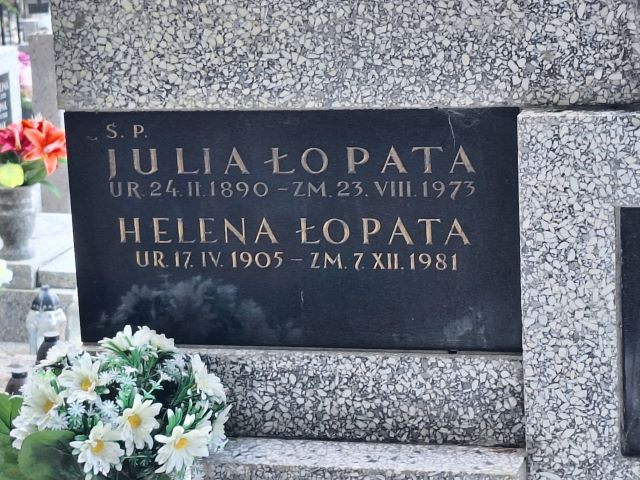 Ś. P.
JULIA ŁOPATA
UR. 24. II. 1890 – ZM. 23. VIII. 1973
HELENA ŁOPATA
UR. 17. IV. 1905 – ZM. 7. XII. 1981